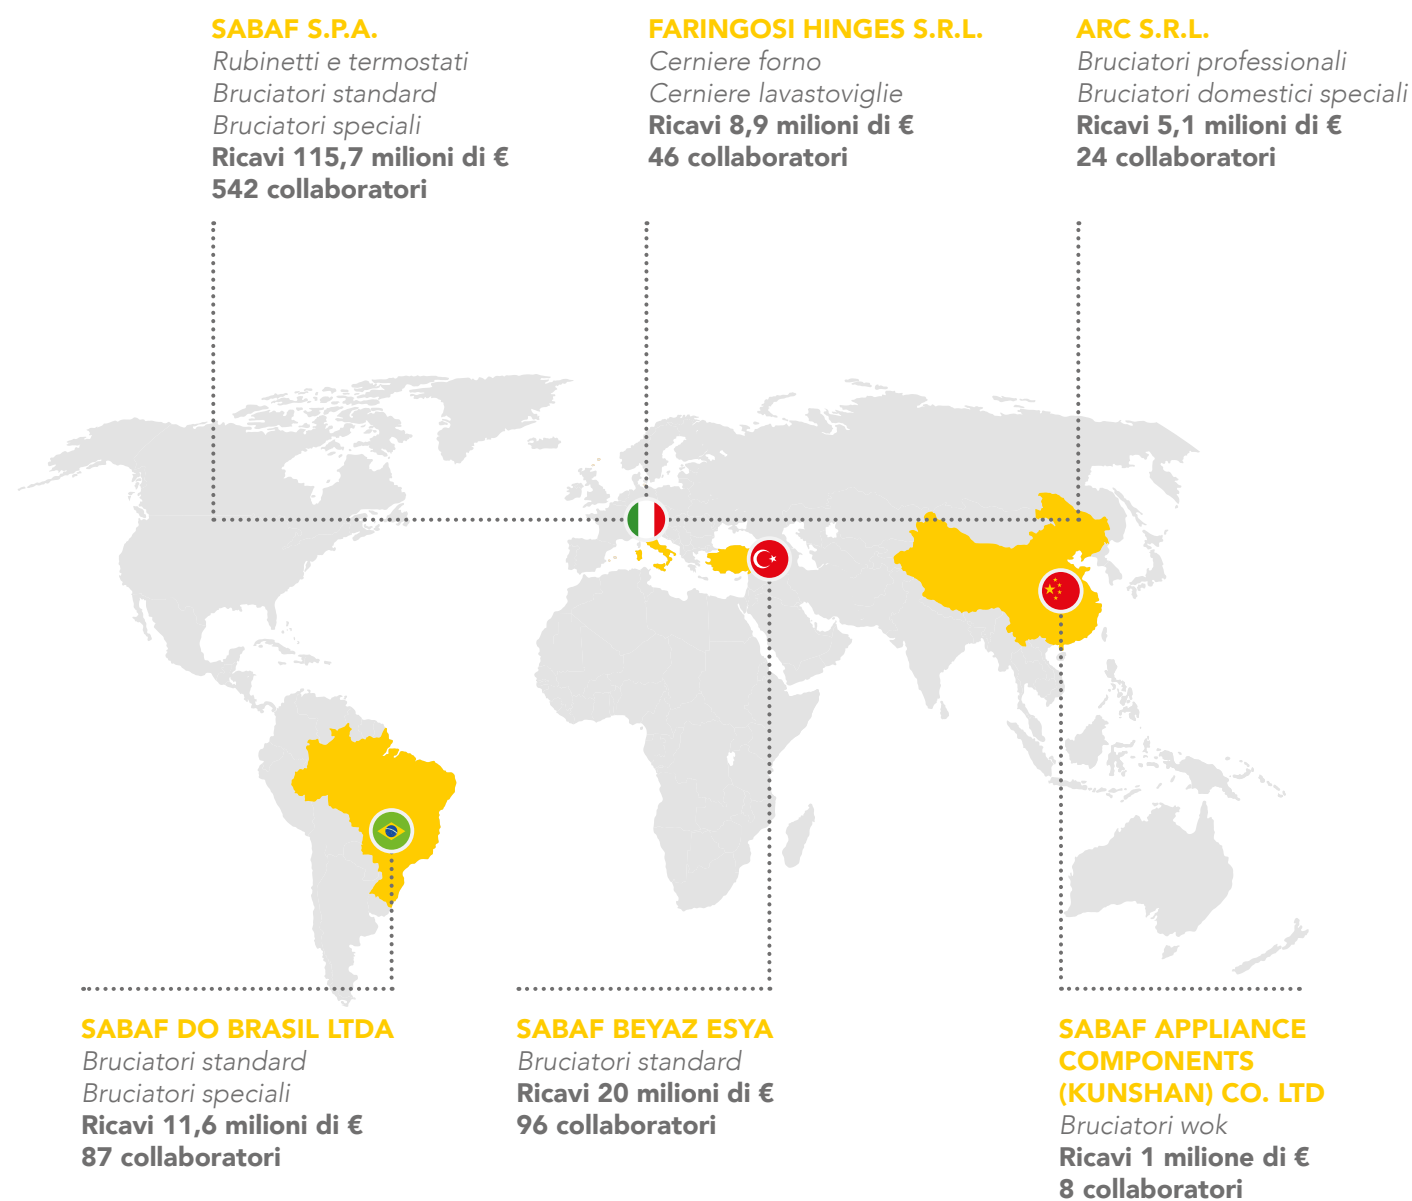 SABAF S.P.A.
Rubinetti e termostati
Bruciatori standard
Bruciatori speciali
Ricavi 115,7 milioni di €
542 collaboratori
FARINGOSI HINGES S.R.L.
Cerniere forno
Cerniere lavastoviglie
Ricavi 8,9 milioni di €
46 collaboratori
ARC S.R.L.
Bruciatori professionali
Bruciatori domestici speciali
Ricavi 5,1 milioni di €
24 collaboratori
SABAF DO BRASIL LTDA
Bruciatori standard
Bruciatori speciali
Ricavi 11,6 milioni di €
87 collaboratori
SABAF BEYAZ ESYA
Bruciatori standard
Ricavi 20 milioni di €
96 collaboratori
SABAF APPLIANCE
COMPONENTS
(KUNSHAN) CO. LTD
Bruciatori wok
Ricavi 1 milione di €
8 collaboratori